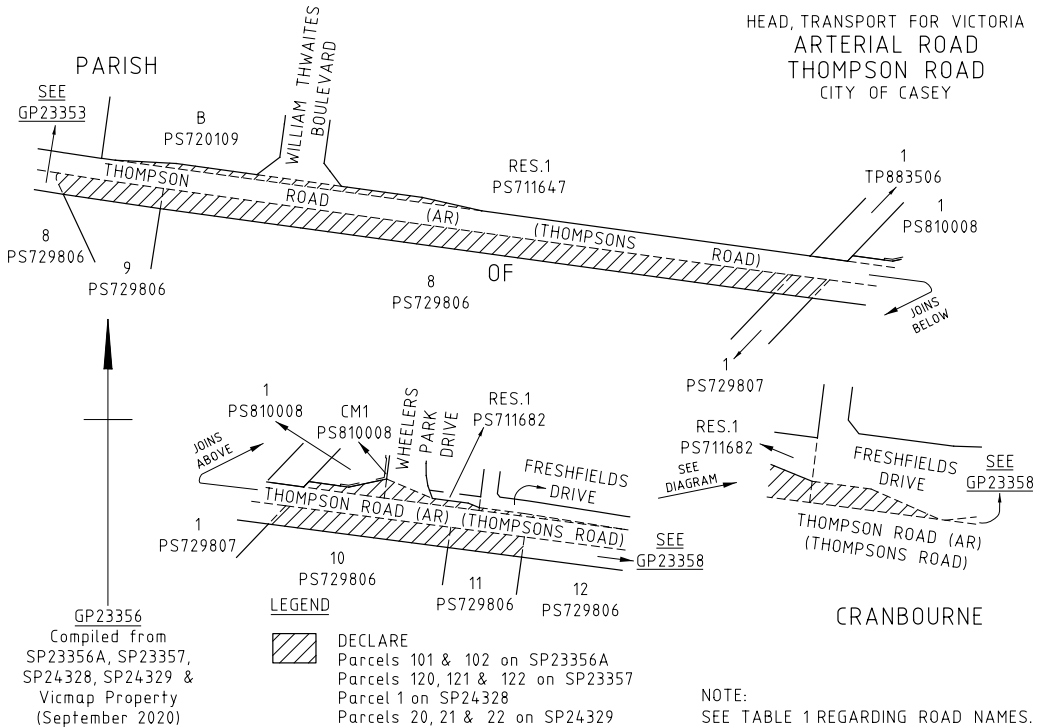 HEAD, TRANSPORT FOR VICTORIA
ARTERIAL ROAD
THOMPSON ROAD
CITY OF CASEY
PARISH
SEE
GP23353
B
PS720109
WILLIAM THWAITES
BOULEVARD
RES.1
PS711647
1
TP883506
1
PS810008
THOMPSON ROAD (AR) (THOMPSONS ROAD)
8
PS729806
9
PS729806
8
PS729806
OF
JOINS
BELOW
1
PS729807
1
PS810008
CM1
PS810008
WHEELERS
PARK
DRIVE
RES.1
PS711682
JOINS
ABOVE
FRESHFIELDS
DRIVE
SEE
DIAGRAM
RES.1
PS711682
FRESHFIELDS
DRIVE
SEE
GP23358
THOMPSON ROAD (AR) (THOMPSONS ROAD)
THOMPSON ROAD (AR)
(THOMPSONS ROAD)
1
PS729807
10
PS729806
11
PS729806
12
PS729806
SEE
GP23358
CRANBOURNE
GP23356
Compiled from
SP23356A, SP23357,
SP24328, SP24329 &
Vicmap Property
(September 2020)
LEGEND
DECLARE
Parcels 101 & 102 on SP23356A
Parcels 120, 121 & 122 on SP23357
Parcel 1 on SP24328
Parcels 20, 21 & 22 on SP24329
NOTE:
SEE TABLE 1 REGARDING ROAD NAMES.